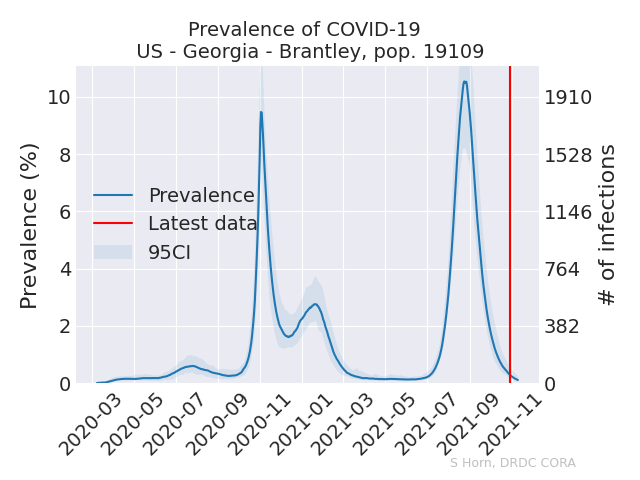 Prevalence of COVID-19
US - Georgia - Brantley, pop. 19109
Prevalence (%)
10
8
6
4
2
0
Prevalence
Latest data
95CI
1910
1528
1146
764
382
0
# of infections
2020-03
2020-05
2020-07
2020-09
2020-11
2021-01
2021-03
2021-05
2021-07
2021-09
2021-11
S Horn, DRDC CORA